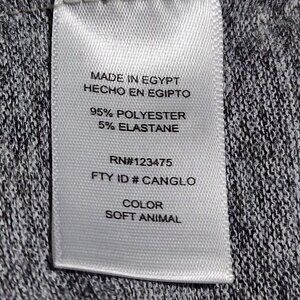 MADE IN EGYPT
HECHO EN EGIPTO
95% POLYESTER
5% ELASTANE
RN#123475
FTY ID # CANGLO
COLOR
SOFT ANIMAL